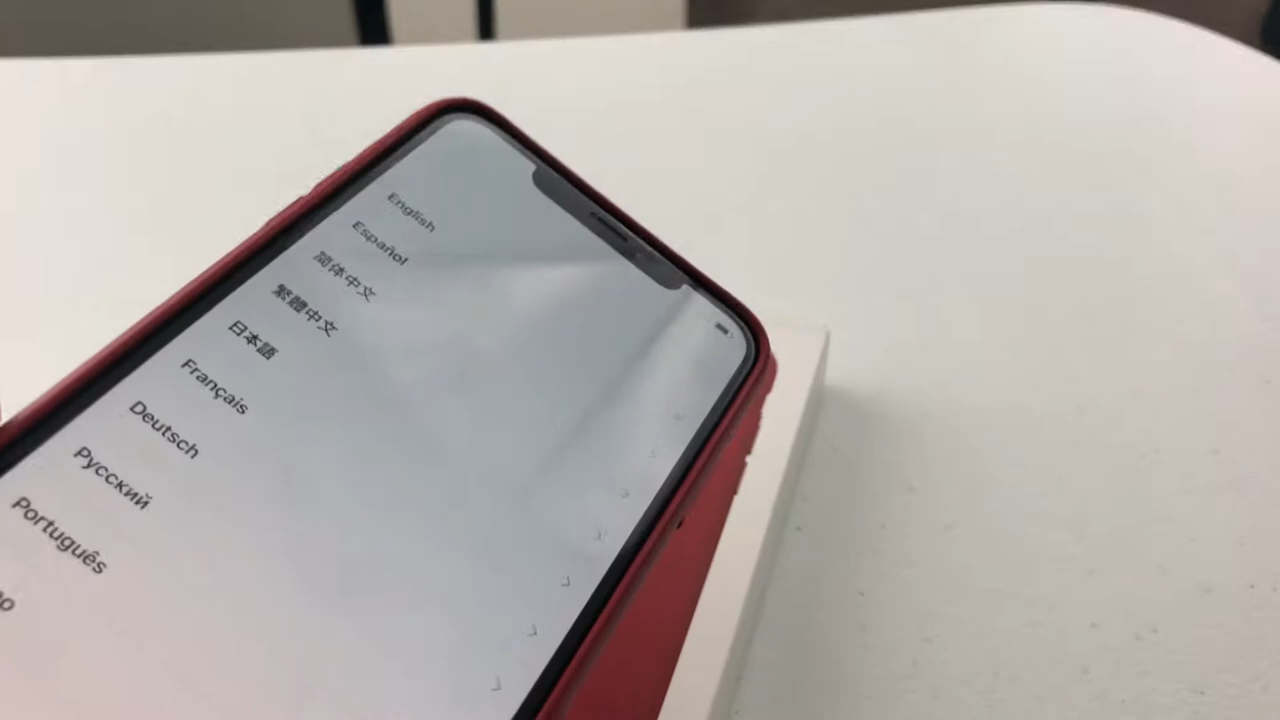 English
Español
简体中文
繁體中文
日本語
Français
Deutsch
Русский
Português